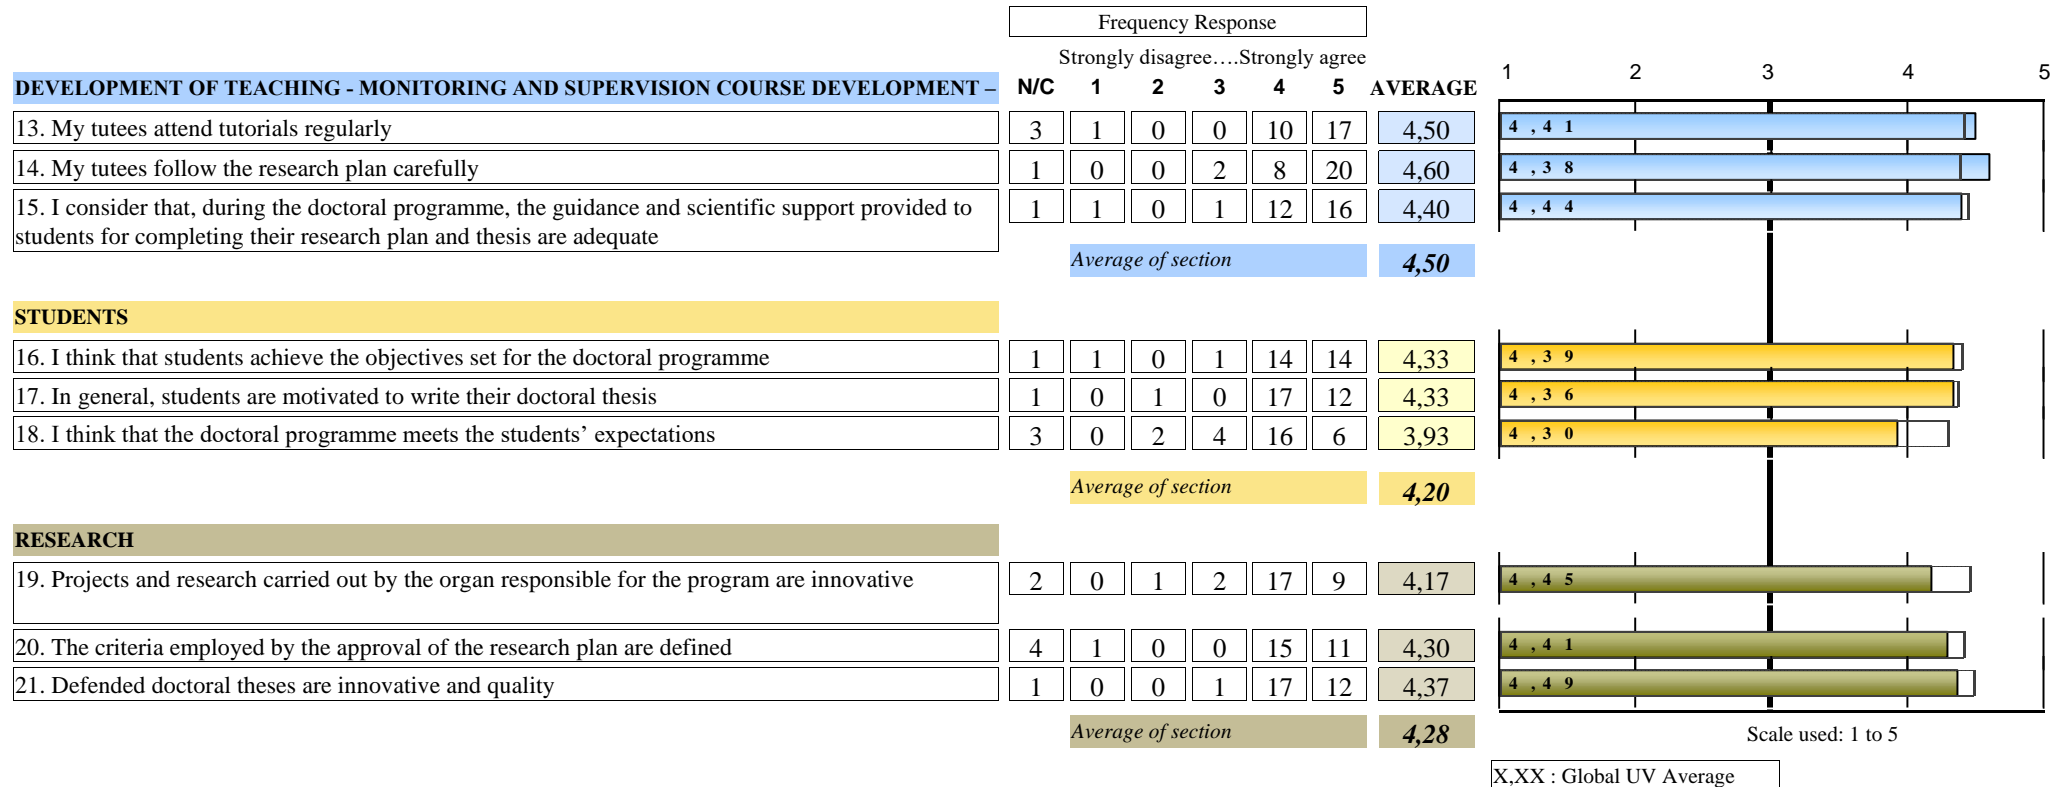 Frequency Response
Strongly disagree….Strongly agree
DEVELOPMENT OF TEACHING - MONITORING AND SUPERVISION COURSE DEVELOPMENT – N/C 1 2 3 4 5 AVERAGE 1 2 3 4 5
13. My tutees attend tutorials regularly 3 1 0 0 10 17 4,50 4,41
14. My tutees follow the research plan carefully 1 0 0 2 8 20 4,60 4,38
15. I consider that, during the doctoral programme, the guidance and scientific support provided to 1 1 0 1 12 16 4,40 4,44
students for completing their research plan and thesis are adequate
Average of section 4,50
STUDENTS
16. I think that students achieve the objectives set for the doctoral programme 1 1 0 1 14 14 4,33 4,39
17. In general, students are motivated to write their doctoral thesis 1 0 1 0 17 12 4,33 4,36
18. I think that the doctoral programme meets the students’ expectations 3 0 2 4 16 6 3,93 4,30
Average of section 4,20
RESEARCH
19. Projects and research carried out by the organ responsible for the program are innovative 2 0 1 2 17 9 4,17 4,45
20. The criteria employed by the approval of the research plan are defined 4 1 0 0 15 11 4,30 4,41
21. Defended doctoral theses are innovative and quality 1 0 0 1 17 12 4,37 4,49
Average of section 4,28
Scale used: 1 to 5
X,XX : Global UV Average